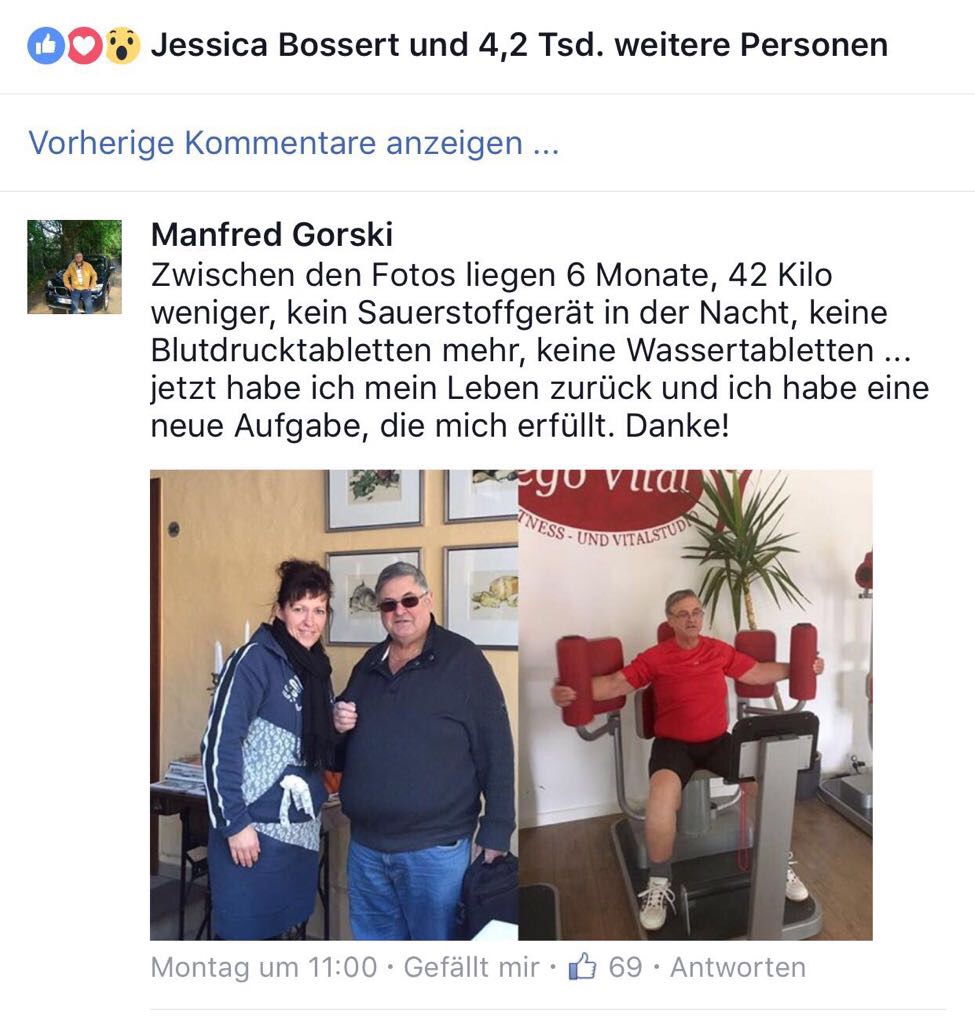 Jessica Bossert und 4,2 Tsd. weitere Personen
Vorherige Kommentare anzeigen ...
Manfred Gorski
Zwischen den Fotos liegen 6 Monate, 42 Kilo
weniger, kein Sauerstoffgerät in der Nacht, keine
Blutdrucktabletten mehr, keine Wassertabletten ...
jetzt habe ich mein Leben zurück und ich habe eine
neue Aufgabe, die mich erfüllt. Danke!
ego Vital
TNESS - UND VITALSTUDI
Montag um 11:00 · Gefällt mir · 69 · Antworten